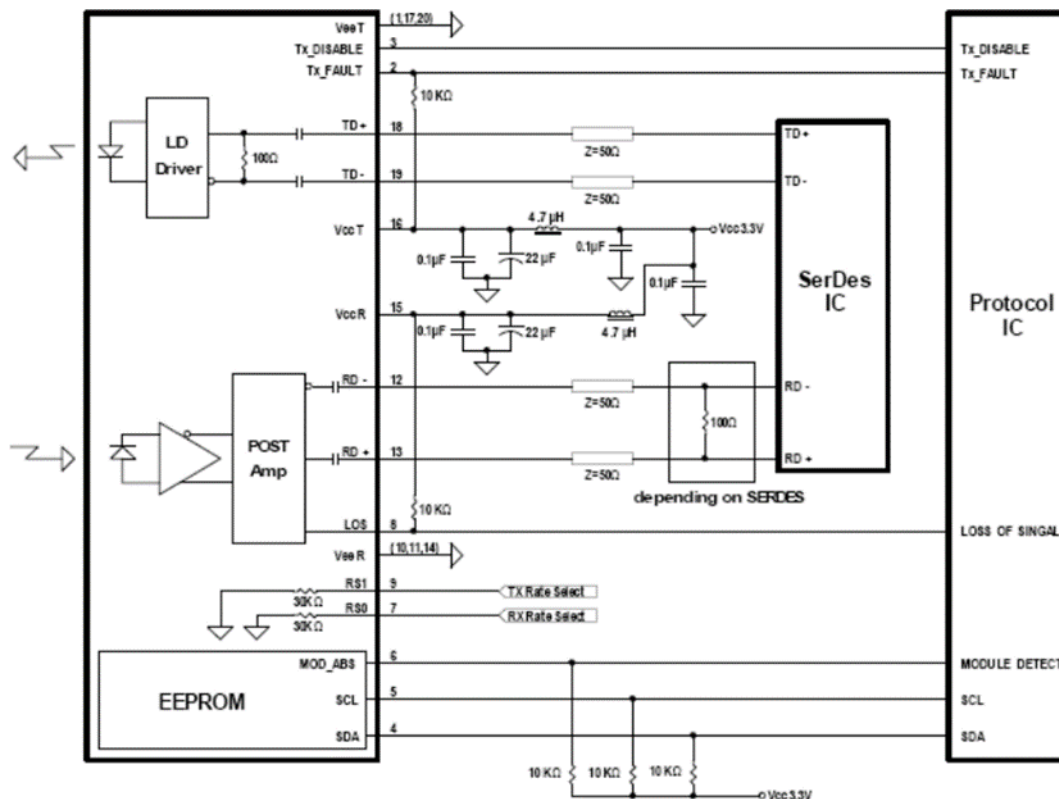 VeeT (1,17,20)
Tx_DISABLE 3 Tx_DISABLE
Tx_FAULT 2 Tx_FAULT
10 KΩ
TD+ 18 TD+
LD
Driver
100Ω
Z=50Ω
TD- 19 TD-
Z=50Ω
VccT 16
4.7 μH
Vcc3.3V
0.1μF 22 μF 0.1μF
0.1μF
SerDes
IC
Protocol
IC
VccR 15
0.1μF 22 μF
4.7 μH
RD - 12 RD -
Z=50Ω
100Ω
POST
Amp
RD + 13 RD +
Z=50Ω
depending on SERDES
10 KΩ
LOS 8 LOSS OF SINGAL
VeeR (10,11,14)
RS1 9 TX Rate Select
30KΩ
RS0 7 RX Rate Select
30KΩ
MOD_ABS 6 MODULE DETECT
EEPROM
SCL 5 SCL
SDA 4 SDA
10 KΩ 10 KΩ 10 KΩ
Vcc3.3V